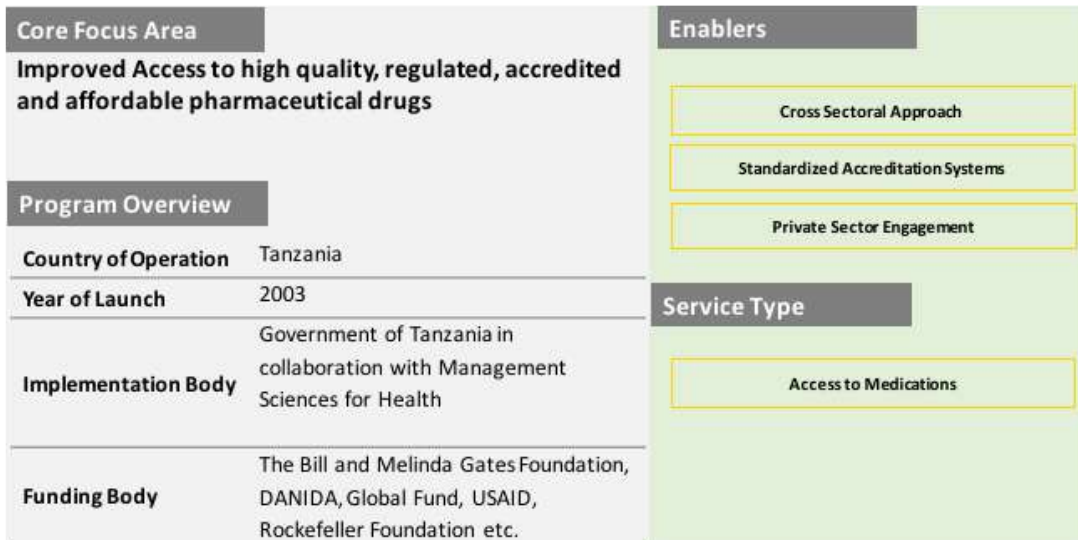 Core Focus Area
Improved Access to high quality, regulated, accredited
and affordable pharmaceutical drugs
Program Overview
Country of Operation Tanzania
Year of Launch 2003
Implementation Body Government of Tanzania in
collaboration with Management
Sciences for Health
Funding Body The Bill and Melinda Gates Foundation,
DANIDA, Global Fund, USAID,
Rockefeller Foundation etc.
Enablers
Cross Sectoral Approach
Standardized Accreditation Systems
Private Sector Engagement
Service Type
Access to Medications